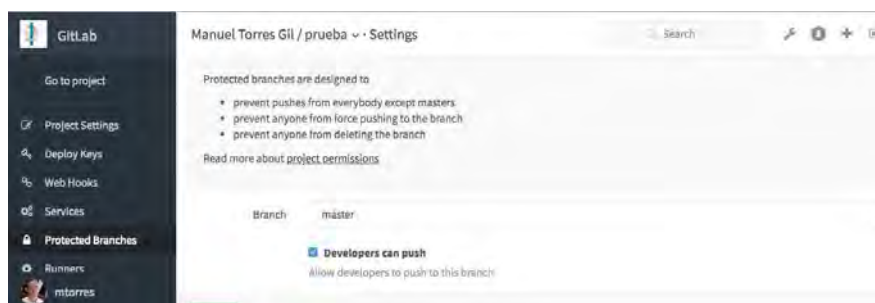 GitLab
Manuel Torres Gil / prueba · Settings
Search
Go to project
Project Settings
Deploy Keys
Web Hooks
Services
Protected Branches
Runners
mtorres
Protected branches are designed to
• prevent pushes from everybody except masters
• prevent anyone from force pushing to the branch
• prevent anyone from deleting the branch
Read more about project permissions
Branch
master
Developers can push
Allow developers to push to this branch